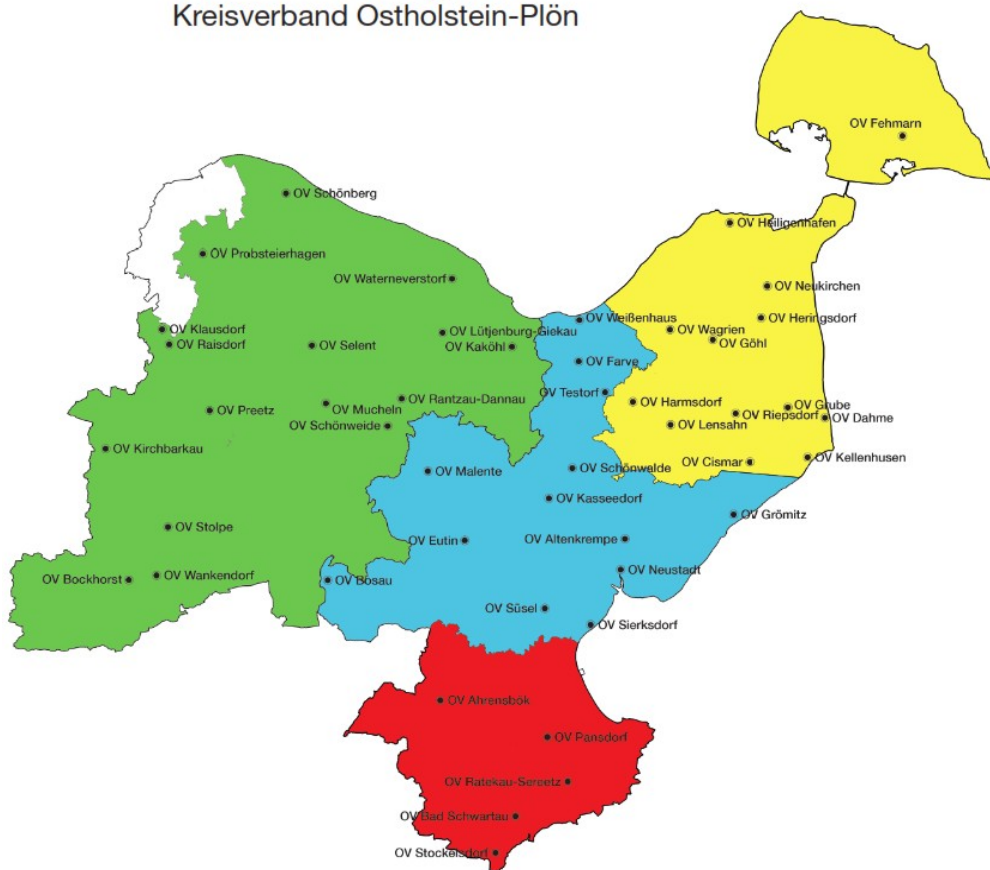 Kreisverband Ostholstein-Plön
OV Fehmarn
OV Schönberg
OV Heiligenhafen
OV Probsteierhagen
OV Waterneverstorf
OV Neukirchen
OV Weißenhaus
OV Heringsdorf
OV Klausdorf
OV Lütjenburg-Giekau
OV Wagrien
OV Raisdorf
OV Selent
OV Kaköhl
OV Göhl
OV Farve
OV Testorf
OV Rantzau-Dannau
OV Mucheln
OV Harmsdorf
OV Grube
OV Preetz
OV Riepsdorf
OV Dahme
OV Schönweide
OV Lensahn
OV Kirchbarkau
OV Kellenhusen
OV Cismar
OV Malente
OV Schönwalde
OV Kasseedorf
OV Grömitz
OV Stolpe
OV Eutin
OV Altenkrempe
OV Neustadt
OV Bockhorst
OV Wankendorf
OV Bosau
OV Süsel
OV Sierksdorf
OV Ahrensbök
OV Pansdorf
OV Ratekau-Sereetz
OV Bad Schwartau
OV Stockelsdorf